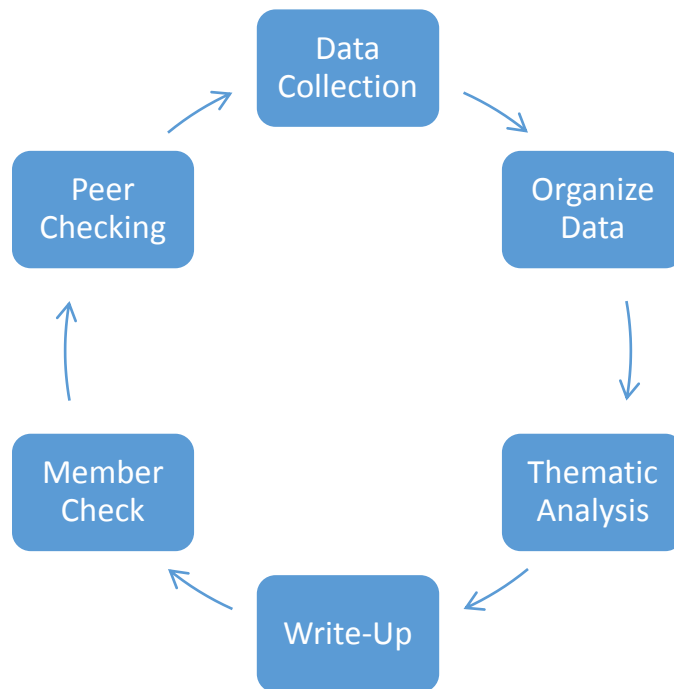 Data
Collection
Organize
Data
Thematic
Analysis
Write-Up
Member
Check
Peer
Checking